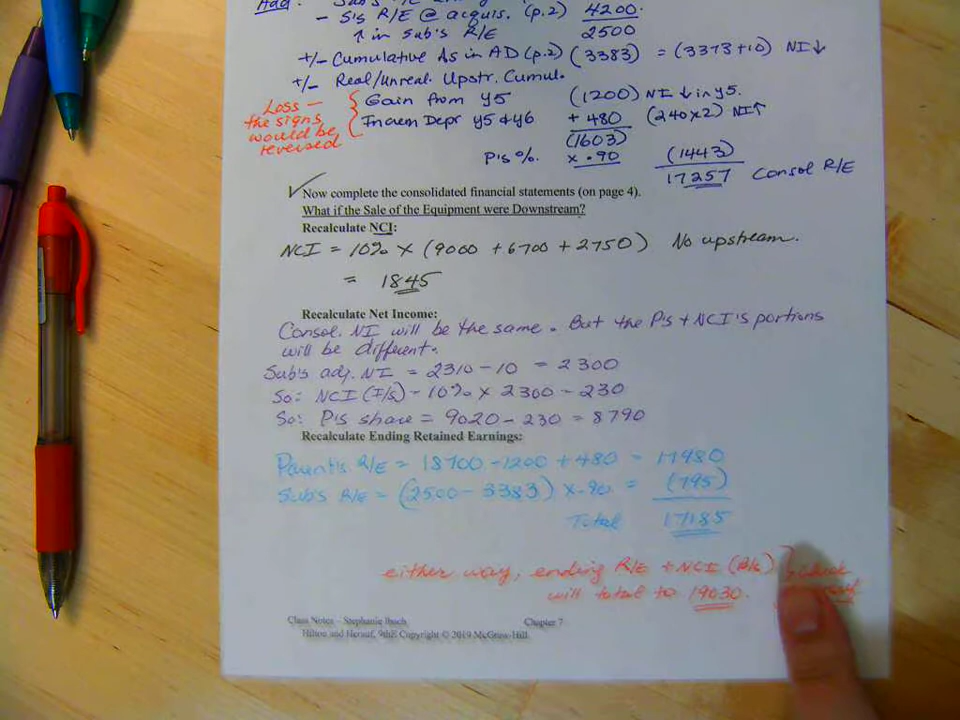 Add:
- S's R/E @ acquis. (p.2) 4200
↑ in Sub's R/E 2500
+/- Cumulative Δs in AD (p.2) (3383) = (3373+10) NI↓
+/- Real/Unreal. Upstr. Cumul.
Gain from Y5 (1200) NI ↓ in Y5.
Increm Depr Y5 & Y6 + 480 (240x2) NI↑
(1603)
P's %. x .90 (1443)
17257 Consol R/E
Loss -
the signs
would be
reversed
✓ Now complete the consolidated financial statements (on page 4).
What if the Sale of the Equipment were Downstream?
Recalculate NCI:
NCI = 10% x (9000 + 6700 + 2750) No upstream.
= 1845
Recalculate Net Income:
Consol. NI will be the same. But the P's + NCI's portions
will be different.
Sub's adj. NI = 2310 - 10 = 2300
So: NCI (I/S) - 10% x 2300 - 230
So: P's share = 9020 - 230 = 8790
Recalculate Ending Retained Earnings:
Parent's R/E = 18700 - 1200 + 480 = 17980
Sub's R/E = (2500 - 3383) x .90 = (795)
Total 17185
either way, ending R/E + NCI (B/S)
will total to 19030.
Class Notes – Stephanie Ibach Chapter 7
Hilton and Herauf, 9thE Copyright © 2019 McGraw-Hill.